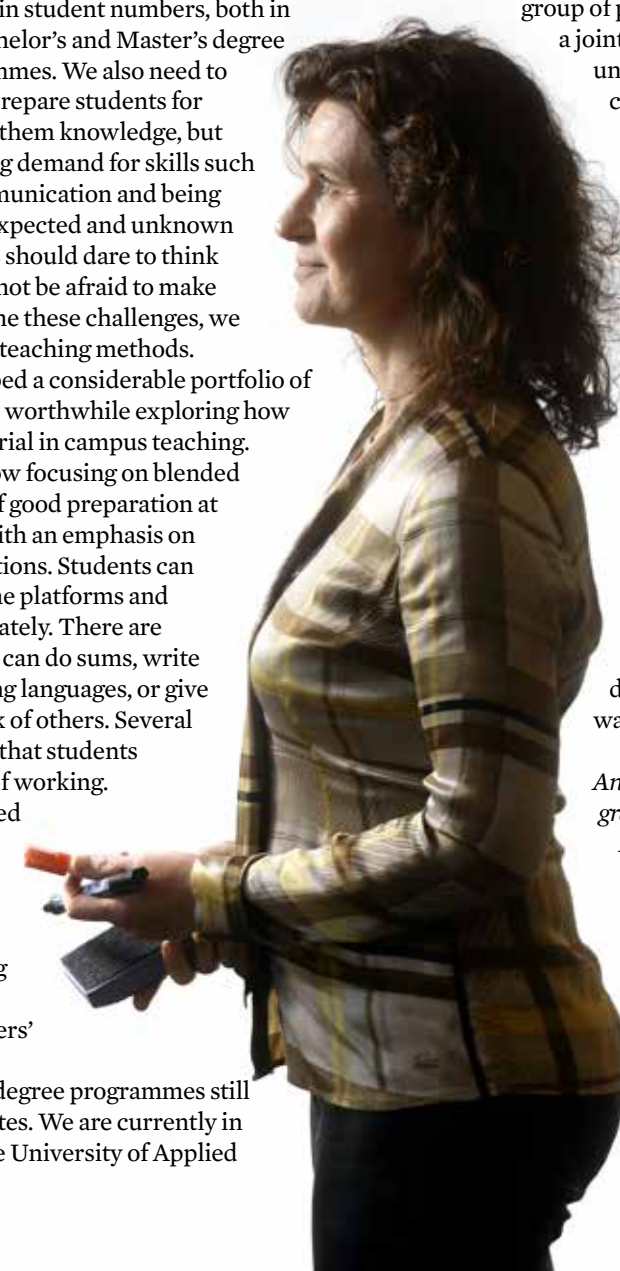 in student numbers, both in
helor’s and Master’s degree
mmes. We also need to
repare students for
them knowledge, but
g demand for skills such
munication and being
xpected and unknown
should dare to think
not be afraid to make
ne these challenges, we
teaching methods.
ped a considerable portfolio of
worthwhile exploring how
rial in campus teaching.
ow focusing on blended
f good preparation at
ith an emphasis on
tions. Students can
ne platforms and
ately. There are
can do sums, write
ng languages, or give
k of others. Several
that students
f working.
ed
g
ers’
degree programmes still
tes. We are currently in
e University of Applied
group of p
a joint
un
c
d
wa
An
gr